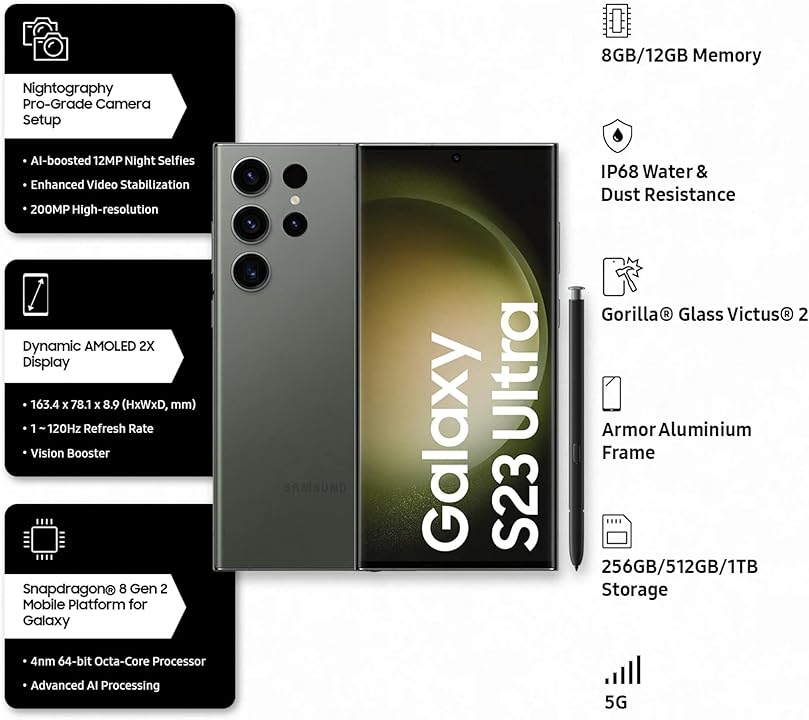 Nightography
Pro-Grade Camera
Setup
• AI-boosted 12MP Night Selfies
• Enhanced Video Stabilization
• 200MP High-resolution
Dynamic AMOLED 2X
Display
• 163.4 x 78.1 x 8.9 (HxWxD, mm)
• 1 ~ 120Hz Refresh Rate
• Vision Booster
Snapdragon® 8 Gen 2
Mobile Platform for
Galaxy
• 4nm 64-bit Octa-Core Processor
• Advanced AI Processing
SAMSUNG
Galaxy
S23 Ultra
8GB/12GB Memory
IP68 Water &
Dust Resistance
Gorilla® Glass Victus® 2
Armor Aluminium
Frame
256GB/512GB/1TB
Storage
5G